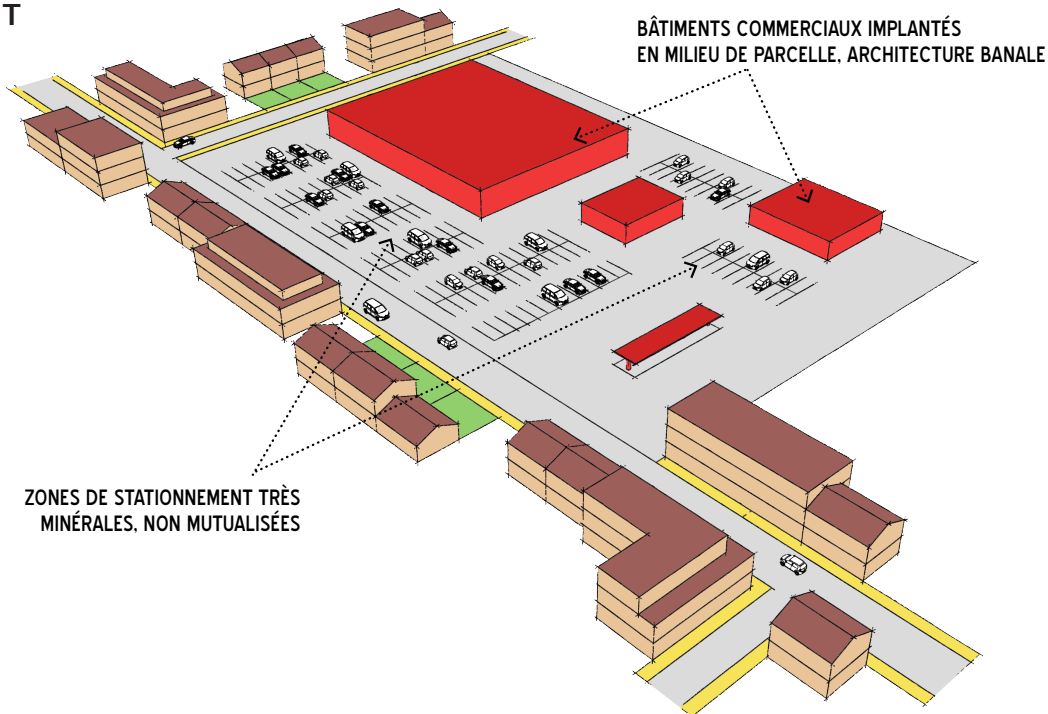 T
BÂTIMENTS COMMERCIAUX IMPLANTÉS
EN MILIEU DE PARCELLE, ARCHITECTURE BANALE
ZONES DE STATIONNEMENT TRÈS
MINÉRALES, NON MUTUALISÉES